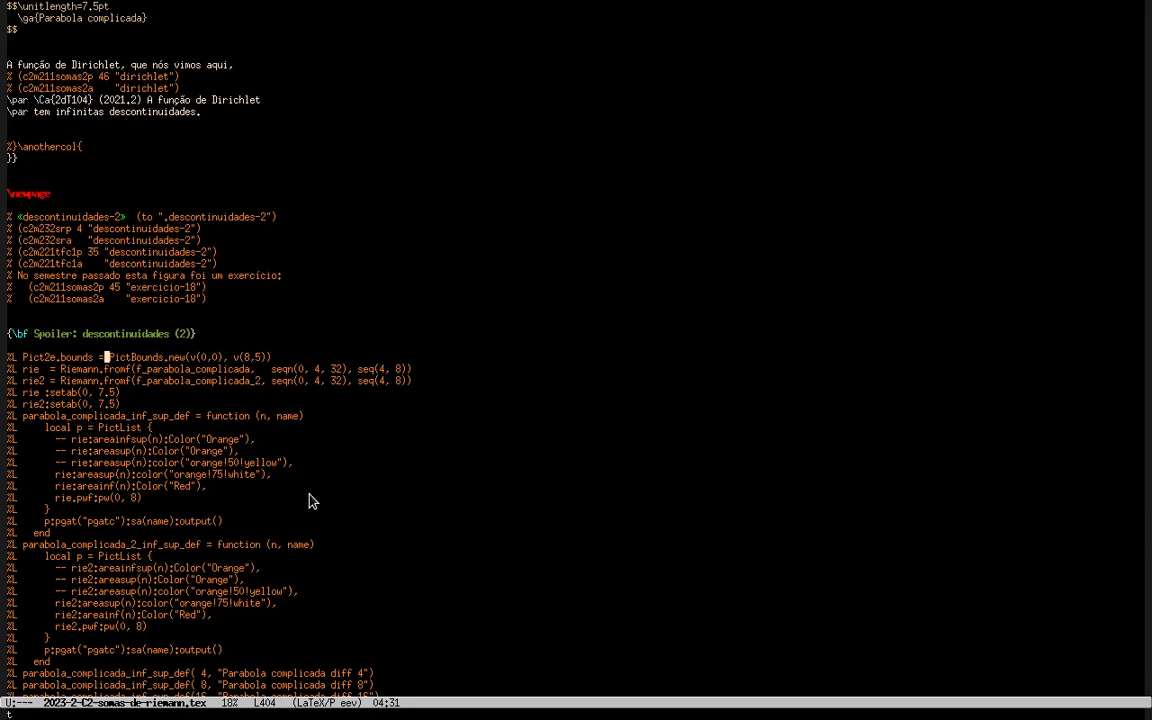 $$\unitlength=7.5pt
  \ga{Parabola complicada}
$$
A função de Dirichlet, que nós vimos aqui,
% (c2m211somas2p 46 "dirichlet")
% (c2m211somas2a    "dirichlet")
\par \Ca{2dT104} (2021.2) A função de Dirichlet
\par tem infinitas descontinuidades.
%}\anothercol{
}}
\newpage
% «descontinuidades-2»  (to ".descontinuidades-2")
% (c2m232srp 4 "descontinuidades-2")
% (c2m232sra   "descontinuidades-2")
% (c2m221tfc1p 35 "descontinuidades-2")
% (c2m221tfc1a    "descontinuidades-2")
% No semestre passado esta figura foi um exercício:
%   (c2m211somas2p 45 "exercicio-18")
%   (c2m211somas2a    "exercicio-18")
{\bf Spoiler: descontinuidades (2)}
%L Pict2e.bounds = PictBounds.new(v(0,0), v(8,5))
%L rie  = Riemann.fromf(f_parabola_complicada,   seqn(0, 4, 32), seq(4, 8))
%L rie2 = Riemann.fromf(f_parabola_complicada_2, seqn(0, 4, 32), seq(4, 8))
%L rie :setab(0, 7.5)
%L rie2:setab(0, 7.5)
%L parabola_complicada_inf_sup_def = function (n, name)
%L     local p = PictList {
%L       -- rie:areainfsup(n):Color("Orange"),
%L       -- rie:areasup(n):Color("Orange"),
%L       -- rie:areasup(n):color("orange!50!yellow"),
%L       rie:areasup(n):color("orange!75!white"),
%L       rie:areainf(n):Color("Red"),
%L       rie.pwf:pw(0, 8)
%L     }
%L     p:pgat("pgatc"):sa(name):output()
%L   end
%L parabola_complicada_2_inf_sup_def = function (n, name)
%L     local p = PictList {
%L       -- rie2:areainfsup(n):Color("Orange"),
%L       -- rie2:areasup(n):Color("Orange"),
%L       -- rie2:areasup(n):color("orange!50!yellow"),
%L       rie2:areasup(n):color("orange!75!white"),
%L       rie2:areainf(n):Color("Red"),
%L       rie2.pwf:pw(0, 8)
%L     }
%L     p:pgat("pgatc"):sa(name):output()
%L   end
%L parabola_complicada_inf_sup_def( 4, "Parabola complicada diff 4")
%L parabola_complicada_inf_sup_def( 8, "Parabola complicada diff 8")
%L parabola_complicada_inf_sup_def(16, "Parabola complicada diff 16")
U:---  2023-2-C2-somas-de-riemann.tex   18%   L404   (LaTeX/P eev)  04:31
t